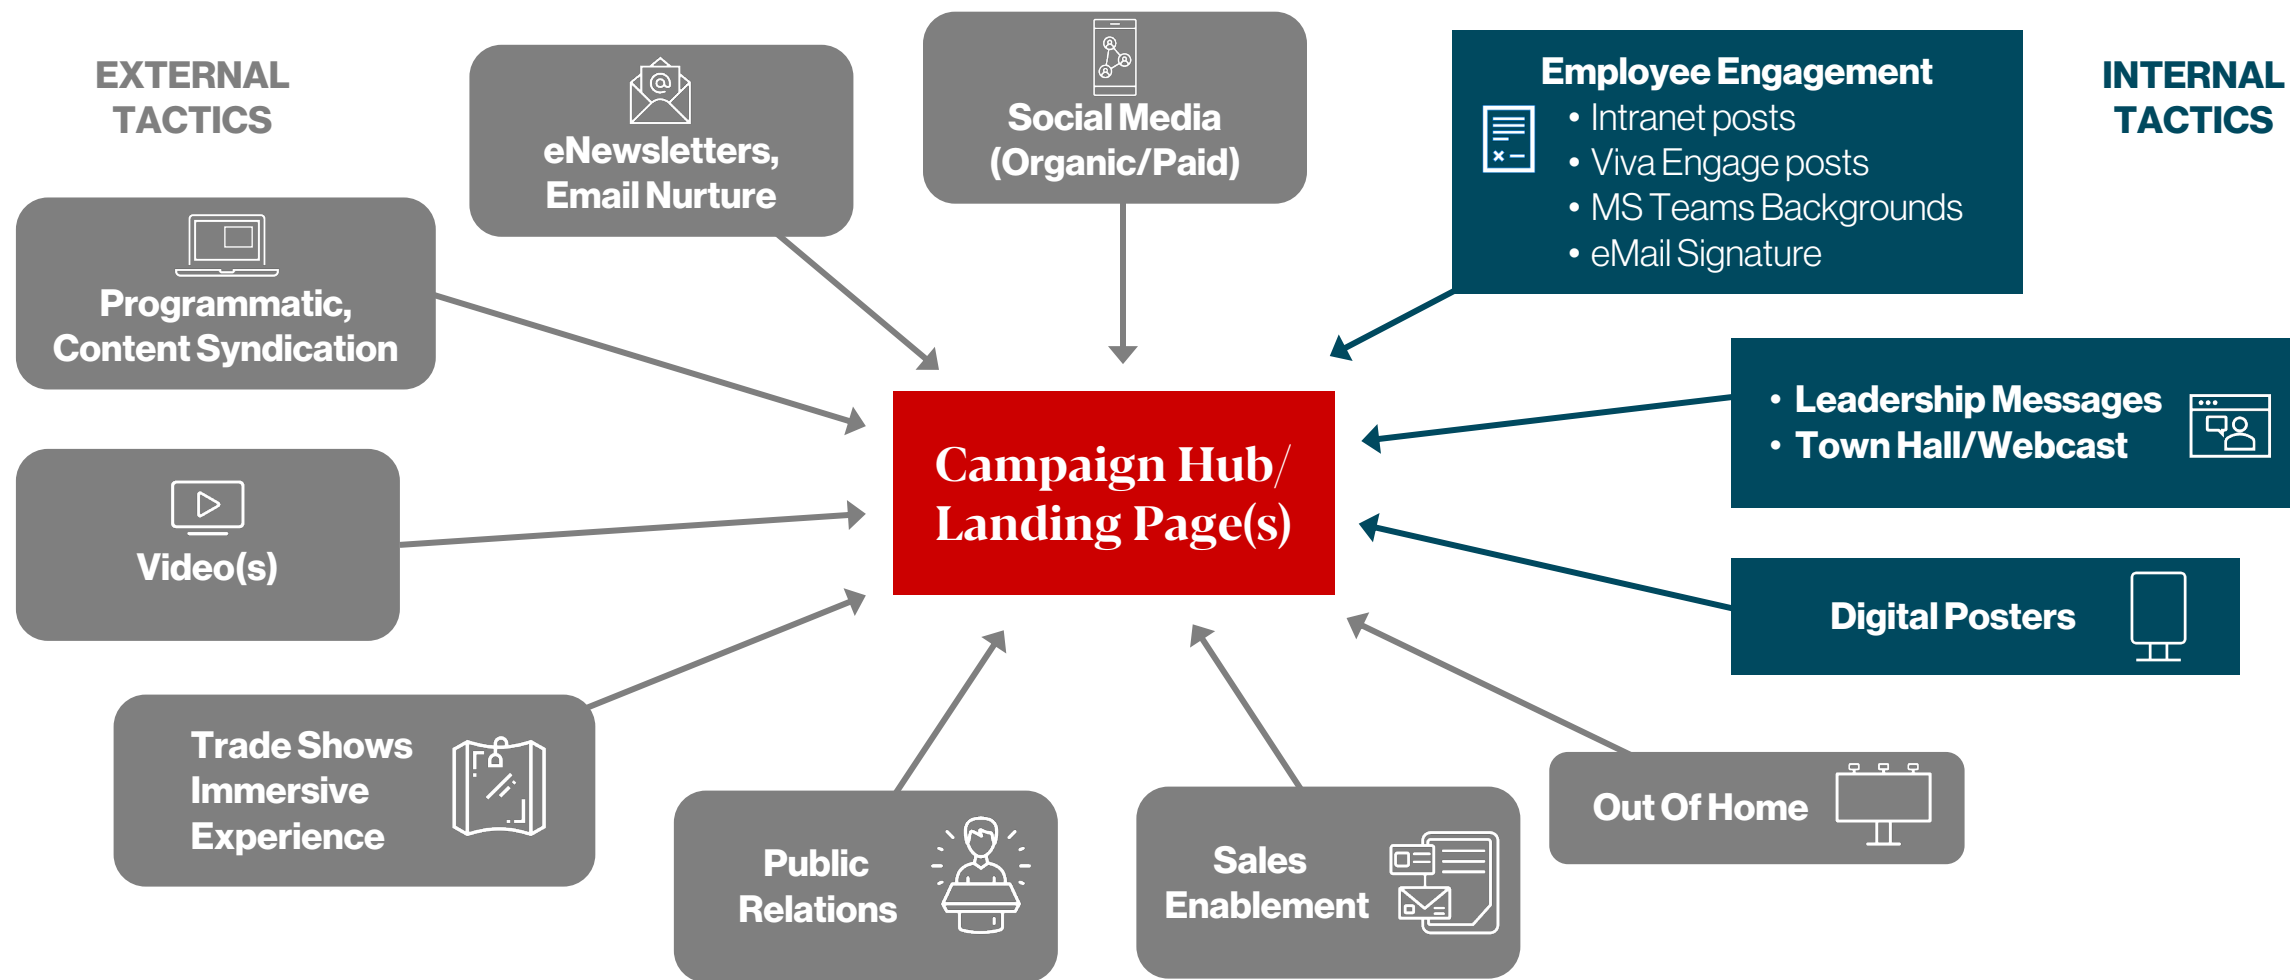 EXTERNAL
TACTICS
eNewsletters,
Email Nurture
Social Media
(Organic/Paid)
Employee Engagement
• Intranet posts
• Viva Engage posts
• MS Teams Backgrounds
• eMail Signature
INTERNAL
TACTICS
Programmatic,
Content Syndication
• Leadership Messages
• Town Hall/Webcast
Campaign Hub/
Landing Page(s)
Video(s)
Digital Posters
Trade Shows
Immersive
Experience
Public
Relations
Sales
Enablement
Out Of Home